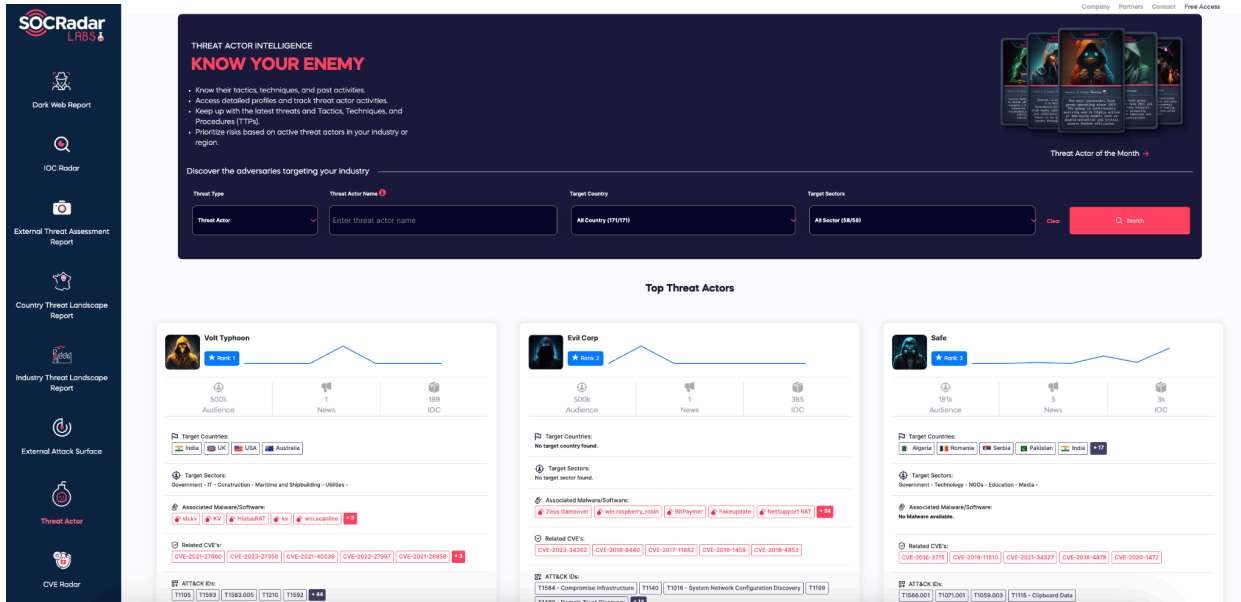 SOCRadar
LABS
Company Partners Contact Free Access
Dark Web Report
IOC Radar
External Threat Assessment
Report
Country Threat Landscape
Report
Industry Threat Landscape
Report
External Attack Surface
Threat Actor
CVE Radar
THREAT ACTOR INTELLIGENCE
KNOW YOUR ENEMY
• Know their tactics, techniques, and past activities.
• Access detailed profiles and track threat actor activities.
• Keep up with the latest threats and Tactics, Techniques, and
Procedures (TTPs).
• Prioritize risks based on active threat actors in your industry or
region.
Threat Actor of the Month →
Discover the adversaries targeting your Industry
Threat Type Threat Actor Name Target Country Target Sectors
Threat Actor Enter threat actor name All Country (171/171) All Sector (58/58) Clear Search
Top Threat Actors
Volt Typhoon
Rank: 1
500k 1 189
Audience News IOC
Target Countries:
India UK USA Australia
Target Sectors:
Government - IT - Construction - Maritime and Shipbuilding - Utilities -
Associated Malware/Software:
sh.kv KV HiatusRAT kv win.scanline +3
Related CVE's:
CVE-2021-27860 CVE-2023-27350 CVE-2021-40539 CVE-2022-27997 CVE-2021-26858 +3
ATT&CK IDs:
T1105 T1593 T1583.005 T1210 T1592 +44
Evil Corp
Rank: 2
500k 1 385
Audience News IOC
Target Countries:
No target country found.
Target Sectors:
No target sector found.
Associated Malware/Software:
Zeus Gameover win.raspberry_robin BitPaymer Fakeupdate NetSupport RAT +34
Related CVE's:
CVE-2023-34362 CVE-2018-8440 CVE-2017-11882 CVE-2019-1458 CVE-2018-4853
ATT&CK IDs:
T1584 - Compromise Infrastructure T1140 T1016 - System Network Configuration Discovery T1199
Safe
Rank: 3
181k 5 3k
Audience News IOC
Target Countries:
Algeria Romania Serbia Pakistan India +17
Target Sectors:
Government - Technology - NGOs - Education - Media -
Associated Malware/Software:
No Malware available.
Related CVE's:
CVE-2016-3715 CVE-2019-11510 CVE-2021-34527 CVE-2018-4878 CVE-2020-1472
ATT&CK IDs:
T1566.001 T1071.001 T1059.003 T1115 - Clipboard Data